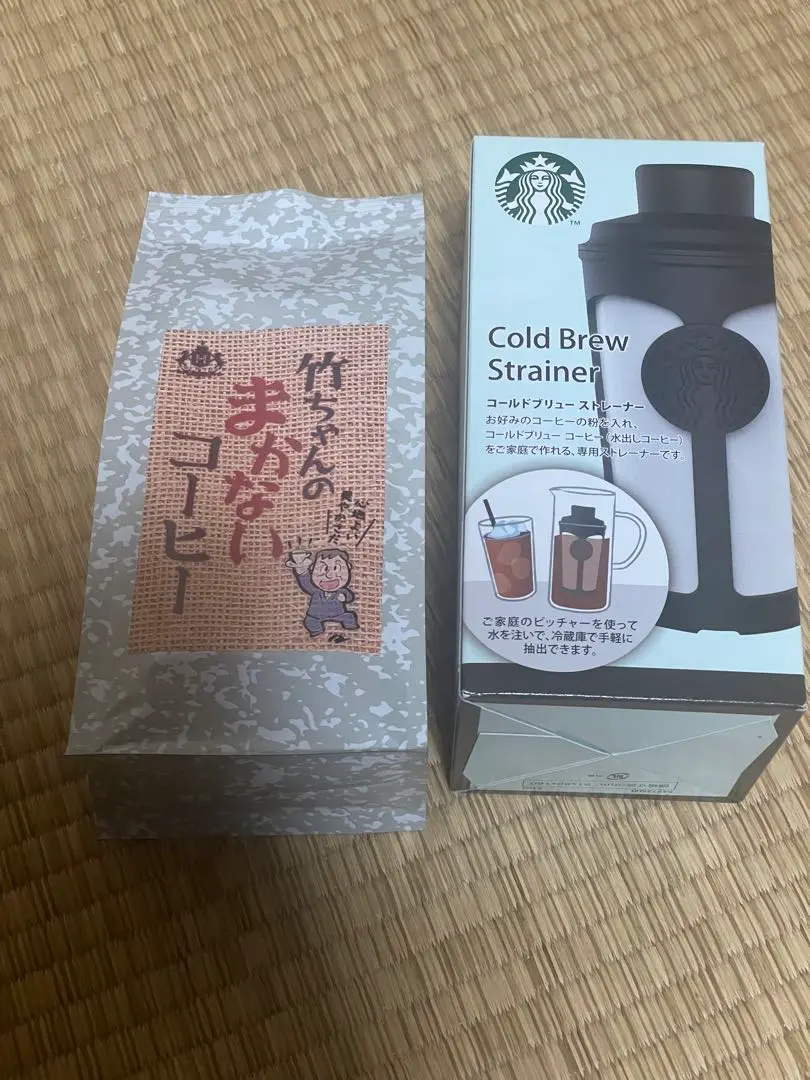 竹ちゃんの
まかない
コーヒー
TM
Cold Brew
Strainer
コールドブリュー ストレーナー
お好みのコーヒーの粉を入れ、
コールドブリュー コーヒー(水出しコーヒー)
をご家庭で作れる、専用ストレーナーです。
ご家庭のピッチャーを使って
水を注いで、冷蔵庫で手軽に
抽出できます。